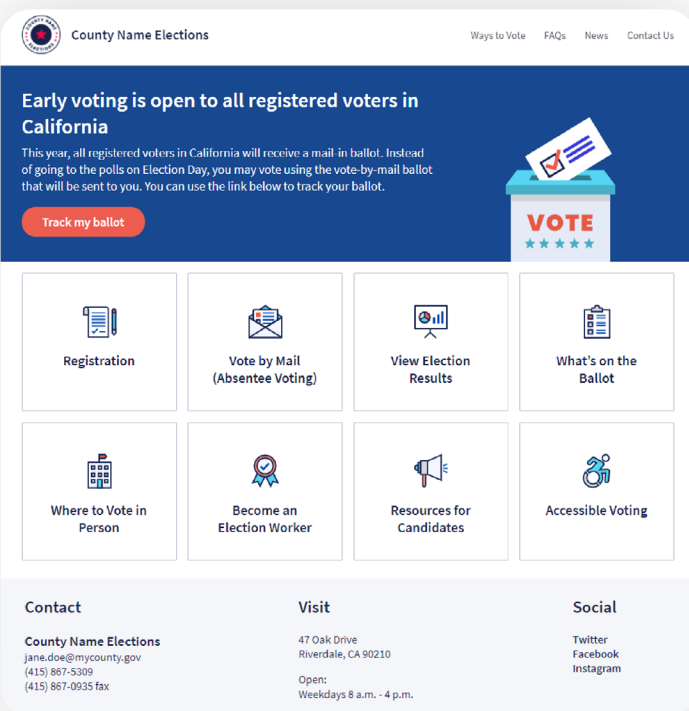 COUNTY NAME
ELECTIONS
County Name Elections
Ways to Vote
FAQs
News
Contact Us
Early voting is open to all registered voters in
California
This year, all registered voters in California will receive a mail-in ballot. Instead
of going to the polls on Election Day, you may vote using the vote-by-mail ballot
that will be sent to you. You can use the link below to track your ballot.
Track my ballot
VOTE
Registration
Vote by Mail
(Absentee Voting)
View Election
Results
What's on the
Ballot
Where to Vote in
Person
Become an
Election Worker
Resources for
Candidates
Accessible Voting
Contact
County Name Elections
jane.doe@mycounty.gov
(415) 867-5309
(415) 867-0935 fax
Visit
47 Oak Drive
Riverdale, CA 90210
Open:
Weekdays 8 a.m. - 4 p.m.
Social
Twitter
Facebook
Instagram